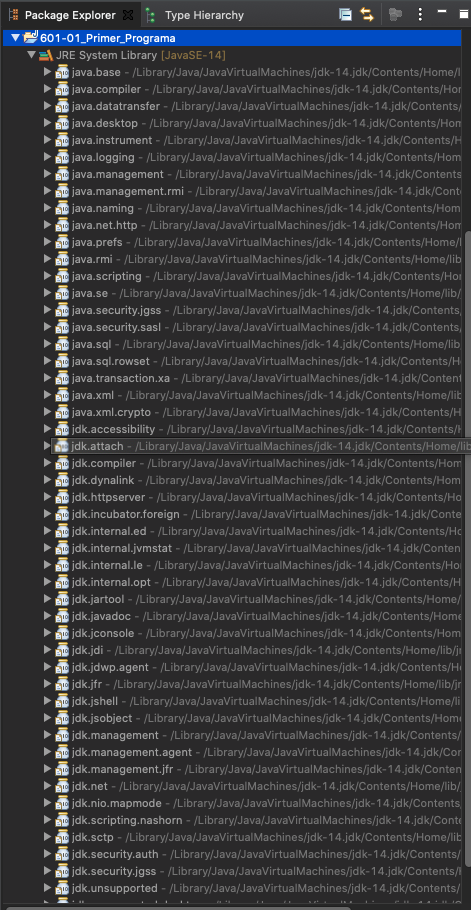 Package Explorer Type Hierarchy
601-01_Primer_Programa
JRE System Library [JavaSE-14]
java.base - /Library/Java/JavaVirtualMachines/jdk-14.jdk/Contents/Home/lib
java.compiler - /Library/Java/JavaVirtualMachines/jdk-14.jdk/Contents/Home
java.datatransfer - /Library/Java/JavaVirtualMachines/jdk-14.jdk/Contents/
java.desktop - /Library/Java/JavaVirtualMachines/jdk-14.jdk/Contents/Hom
java.instrument - /Library/Java/JavaVirtualMachines/jdk-14.jdk/Contents/H
java.logging - /Library/Java/JavaVirtualMachines/jdk-14.jdk/Contents/Home
java.management - /Library/Java/JavaVirtualMachines/jdk-14.jdk/Contents
java.management.rmi - /Library/Java/JavaVirtualMachines/jdk-14.jdk/Cont
java.naming - /Library/Java/JavaVirtualMachines/jdk-14.jdk/Contents/Home
java.net.http - /Library/Java/JavaVirtualMachines/jdk-14.jdk/Contents/Hom
java.prefs - /Library/Java/JavaVirtualMachines/jdk-14.jdk/Contents/Home/l
java.rmi - /Library/Java/JavaVirtualMachines/jdk-14.jdk/Contents/Home/lib/
java.scripting - /Library/Java/JavaVirtualMachines/jdk-14.jdk/Contents/Ho
java.se - /Library/Java/JavaVirtualMachines/jdk-14.jdk/Contents/Home/lib/
java.security.jgss - /Library/Java/JavaVirtualMachines/jdk-14.jdk/Contents
java.security.sasl - /Library/Java/JavaVirtualMachines/jdk-14.jdk/Contents
java.sql - /Library/Java/JavaVirtualMachines/jdk-14.jdk/Contents/Home/lib/
java.sql.rowset - /Library/Java/JavaVirtualMachines/jdk-14.jdk/Contents/H
java.transaction.xa - /Library/Java/JavaVirtualMachines/jdk-14.jdk/Content
java.xml - /Library/Java/JavaVirtualMachines/jdk-14.jdk/Contents/Home/lib
java.xml.crypto - /Library/Java/JavaVirtualMachines/jdk-14.jdk/Contents/H
jdk.accessibility - /Library/Java/JavaVirtualMachines/jdk-14.jdk/Contents/
jdk.attach - /Library/Java/JavaVirtualMachines/jdk-14.jdk/Contents/Home/lib
jdk.compiler - /Library/Java/JavaVirtualMachines/jdk-14.jdk/Contents/Home
jdk.dynalink - /Library/Java/JavaVirtualMachines/jdk-14.jdk/Contents/Home
jdk.httpserver - /Library/Java/JavaVirtualMachines/jdk-14.jdk/Contents/Ho
jdk.incubator.foreign - /Library/Java/JavaVirtualMachines/jdk-14.jdk/Cont
jdk.internal.ed - /Library/Java/JavaVirtualMachines/jdk-14.jdk/Contents/H
jdk.internal.jvmstat - /Library/Java/JavaVirtualMachines/jdk-14.jdk/Conten
jdk.internal.le - /Library/Java/JavaVirtualMachines/jdk-14.jdk/Contents/Ho
jdk.internal.opt - /Library/Java/JavaVirtualMachines/jdk-14.jdk/Contents/H
jdk.jartool - /Library/Java/JavaVirtualMachines/jdk-14.jdk/Contents/Home/
jdk.javadoc - /Library/Java/JavaVirtualMachines/jdk-14.jdk/Contents/Home
jdk.jconsole - /Library/Java/JavaVirtualMachines/jdk-14.jdk/Contents/Home
jdk.jdi - /Library/Java/JavaVirtualMachines/jdk-14.jdk/Contents/Home/lib/jr
jdk.jdwp.agent - /Library/Java/JavaVirtualMachines/jdk-14.jdk/Contents/H
jdk.jfr - /Library/Java/JavaVirtualMachines/jdk-14.jdk/Contents/Home/lib/jr
jdk.jshell - /Library/Java/JavaVirtualMachines/jdk-14.jdk/Contents/Home/l
jdk.jsobject - /Library/Java/JavaVirtualMachines/jdk-14.jdk/Contents/Home
jdk.management - /Library/Java/JavaVirtualMachines/jdk-14.jdk/Contents/
jdk.management.agent - /Library/Java/JavaVirtualMachines/jdk-14.jdk/Co
jdk.management.jfr - /Library/Java/JavaVirtualMachines/jdk-14.jdk/Conten
jdk.net - /Library/Java/JavaVirtualMachines/jdk-14.jdk/Contents/Home/lib/
jdk.nio.mapmode - /Library/Java/JavaVirtualMachines/jdk-14.jdk/Contents
jdk.scripting.nashorn - /Library/Java/JavaVirtualMachines/jdk-14.jdk/Conte
jdk.sctp - /Library/Java/JavaVirtualMachines/jdk-14.jdk/Contents/Home/lib
jdk.security.auth - /Library/Java/JavaVirtualMachines/jdk-14.jdk/Contents/
jdk.security.jgss - /Library/Java/JavaVirtualMachines/jdk-14.jdk/Contents/
jdk.unsupported - /Library/Java/JavaVirtualMachines/jdk-14.jdk/Contents/